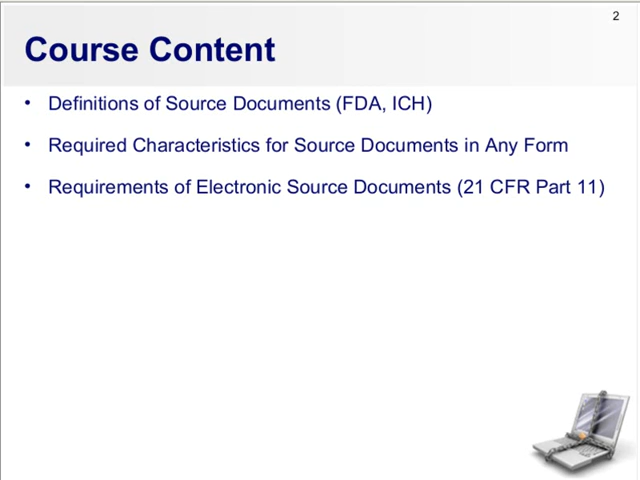 2
Course Content
• Definitions of Source Documents (FDA, ICH)
• Required Characteristics for Source Documents in Any Form
• Requirements of Electronic Source Documents (21 CFR Part 11)